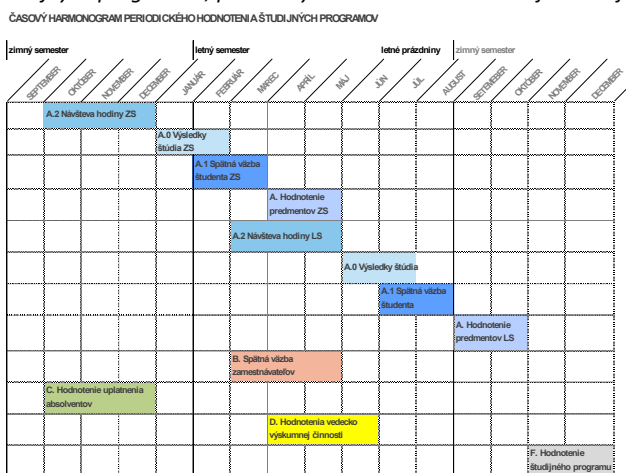 ČASOVÝ HARMONOGRAM PERIODICKÉHO HODNOTENIA ŠTUDIJNÝCH PROGRAMOV
zimný semester letný semester letné prázdniny zimný semester
SEPTEMBER OKTÓBER NOVEMBER DECEMBER JANUÁR FEBRUÁR MAREC APRÍL MÁJ JÚN JÚL AUGUST SETEMBER OKTÓBER NOVEMBER DECEMBER
A.2 Návšteva hodiny ZS
A.0 Výsledky
štúdia ZS
A.1 Spätná väzba
študenta ZS
A. Hodnotenie
predmentov ZS
A.2 Návšteva hodiny LS
A.0 Výsledky štúdia
A.1 Spätná väzba
študenta
A. Hodnotenie
predmentov LS
B. Spätná väzba
zamestnávateľov
C. Hodnotenie uplatnenia
absolventov
D. Hodnotenia vedecko
výskumnej činnosti
F. Hodnotenie
študijného programu